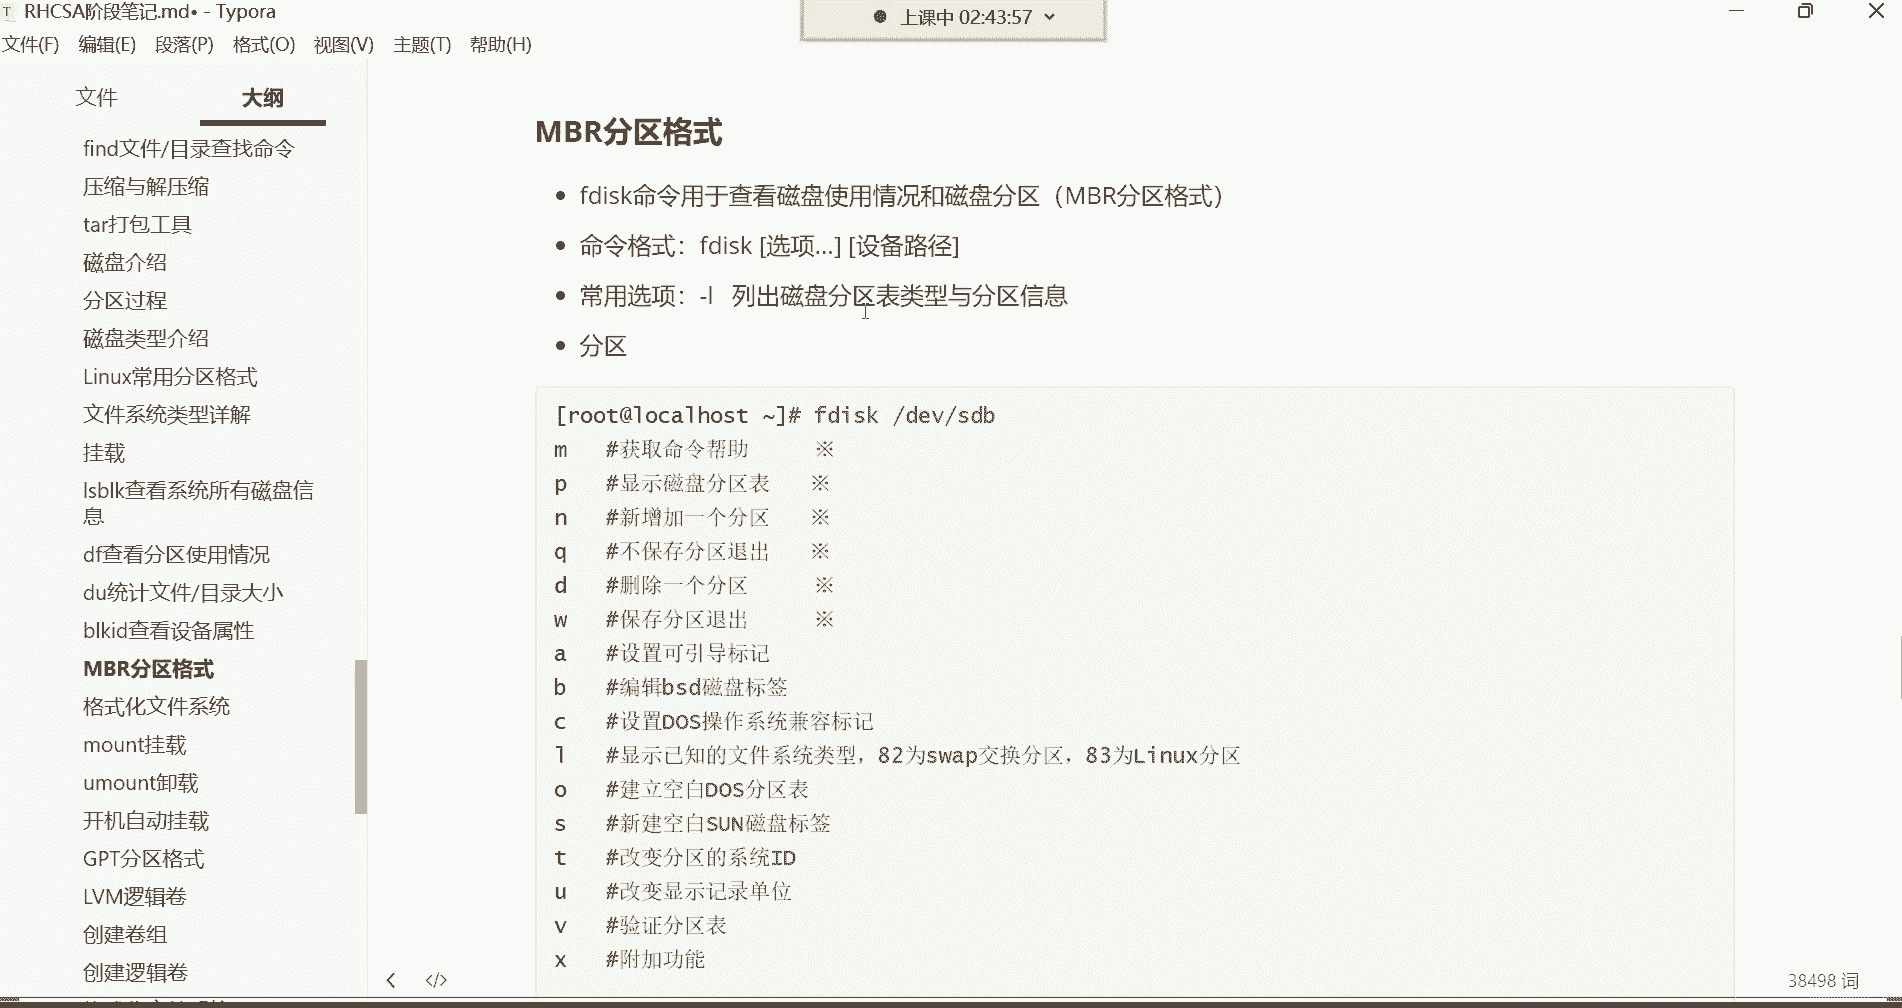 RHCSA阶段笔记.md• - Typora
上课中 02:43:57
文件(F) 编辑(E) 段落(P) 格式(O) 视图(V) 主题(T) 帮助(H)
文件 大纲
find文件/目录查找命令
压缩与解压缩
tar打包工具
磁盘介绍
分区过程
磁盘类型介绍
Linux常用分区格式
文件系统类型详解
挂载
lsblk查看系统所有磁盘信
息
df查看分区使用情况
du统计文件/目录大小
blkid查看设备属性
MBR分区格式
格式化文件系统
mount挂载
umount卸载
开机自动挂载
GPT分区格式
LVM逻辑卷
创建卷组
创建逻辑卷
MBR分区格式
• fdisk命令用于查看磁盘使用情况和磁盘分区（MBR分区格式）
• 命令格式：fdisk [选项...] [设备路径]
• 常用选项：-l 列出磁盘分区表类型与分区信息
• 分区
[root@localhost ~]# fdisk /dev/sdb
m #获取命令帮助 ※
p #显示磁盘分区表 ※
n #新增加一个分区 ※
q #不保存分区退出 ※
d #删除一个分区 ※
w #保存分区退出 ※
a #设置可引导标记
b #编辑bsd磁盘标签
c #设置DOS操作系统兼容标记
l #显示已知的文件系统类型，82为swap交换分区，83为Linux分区
o #建立空白DOS分区表
s #新建空白SUN磁盘标签
t #改变分区的系统ID
u #改变显示记录单位
v #验证分区表
x #附加功能
38498 词